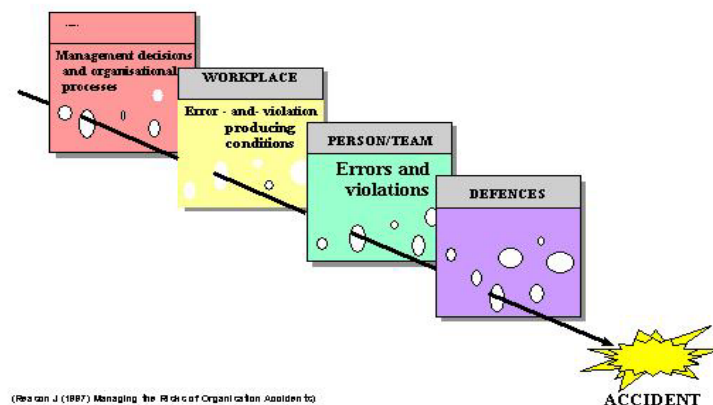 Management decisions
and organisational
processes
WORKPLACE
Error - and- violation
producing
conditions
PERSON/TEAM
Errors and
violations
DEFENCES
ACCIDENT
(Reason J (1997) Managing the Risks of Organisation Accidents)